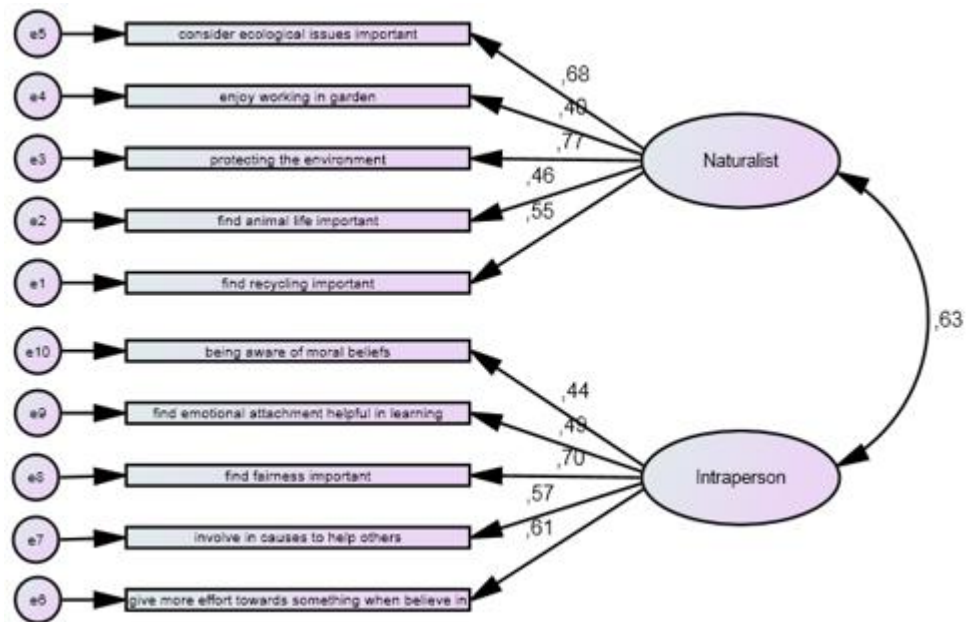 e5
consider ecological issues important
,68
e4
enjoy working in garden
,40
,77
e3
protecting the environment
Naturalist
,46
e2
find animal life important
,55
e1
find recycling important
,63
e10
being aware of moral beliefs
,44
e9
find emotional attachment helpful in learning
,49
,70
e8
find fairness important
Intraperson
,57
e7
involve in causes to help others
,61
e6
give more effort towards something when believe in